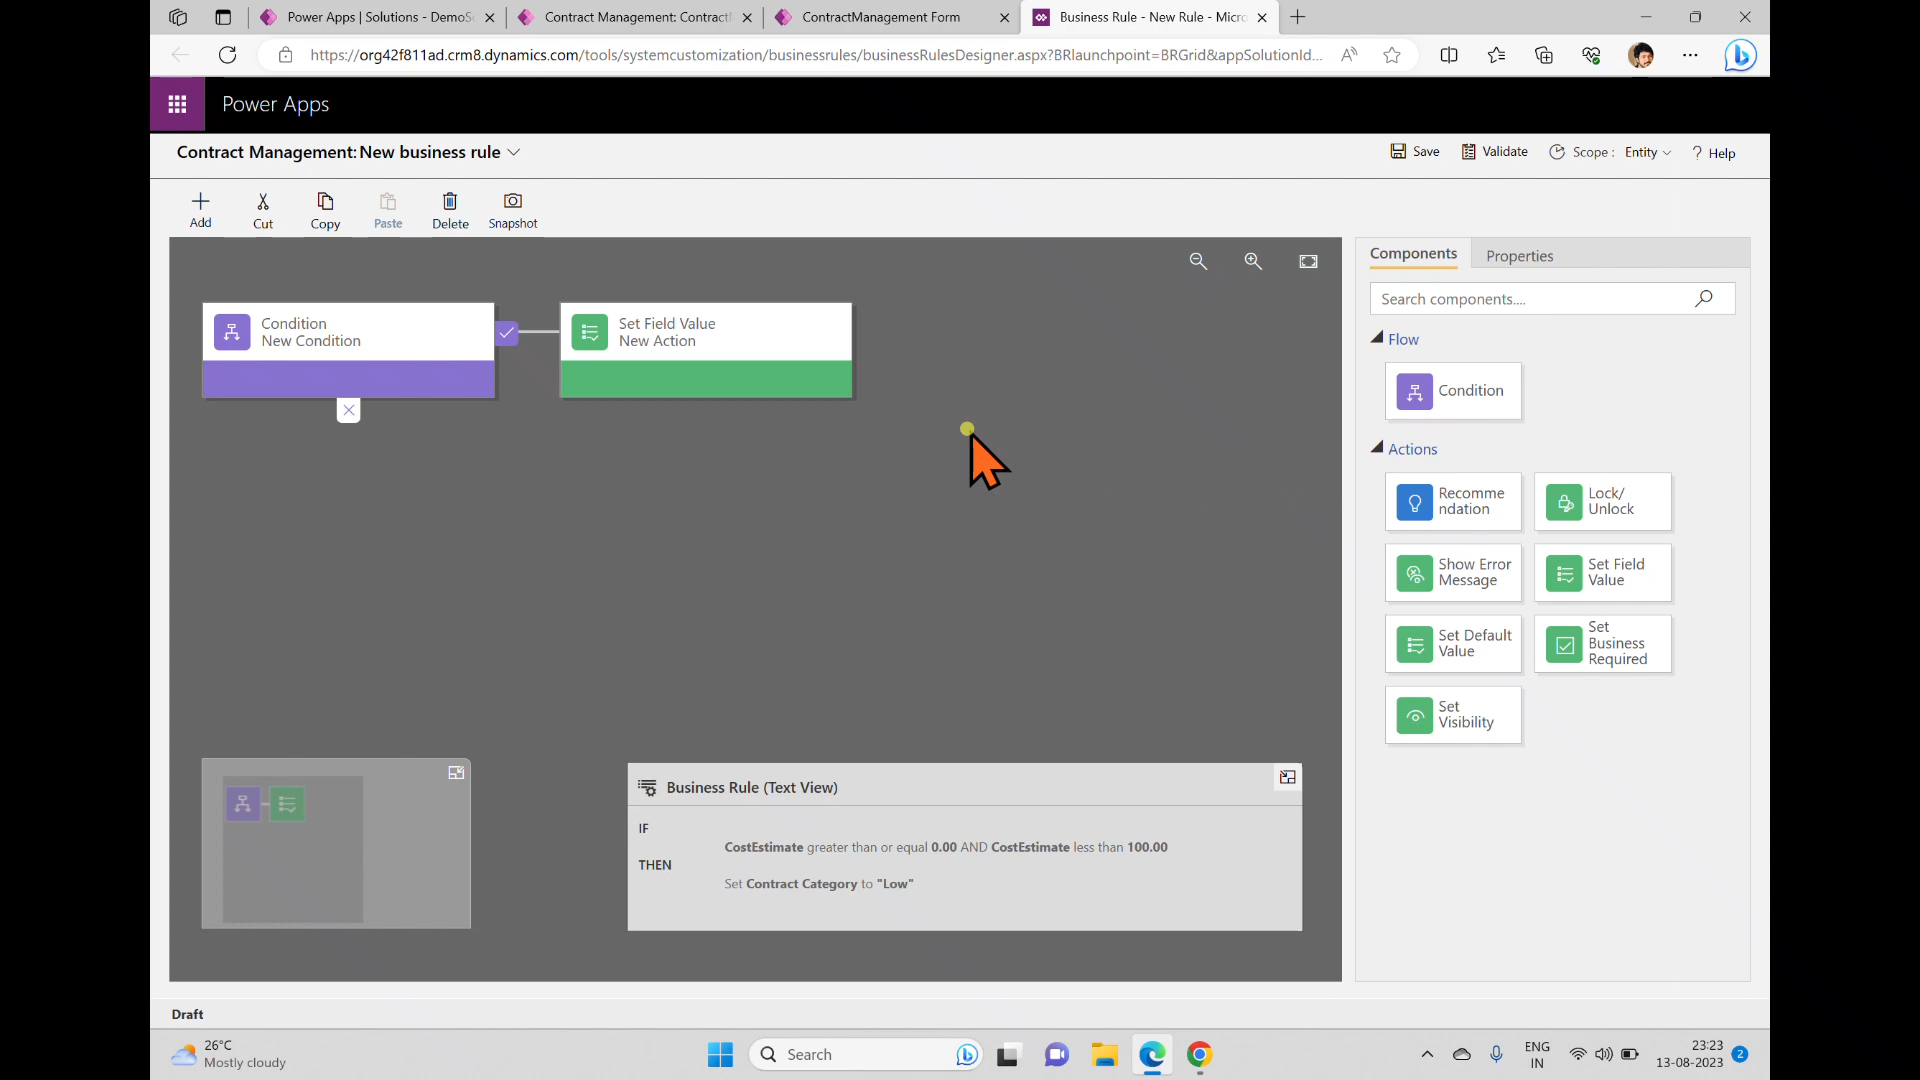 Power Apps | Solutions - DemoS
Contract Management: Contract
ContractManagement Form
Business Rule - New Rule - Micro
https://org42f811ad.crm8.dynamics.com/tools/systemcustomization/businessrules/businessRulesDesigner.aspx?BRlaunchpoint=BRGrid&appSolutionId...
Power Apps
Contract Management: New business rule
Save
Validate
Scope :
Entity
? Help
Add
Cut
Copy
Paste
Delete
Snapshot
Components
Properties
Search components....
Condition
New Condition
Set Field Value
New Action
Flow
Condition
Actions
Recomme
ndation
Lock/
Unlock
Show Error
Message
Set Field
Value
Set Default
Value
Set
Business
Required
Set
Visibility
Business Rule (Text View)
IF
CostEstimate greater than or equal 0.00 AND CostEstimate less than 100.00
THEN
Set Contract Category to "Low"
Draft
26°C
Mostly cloudy
Search
ENG
IN
23:23
13-08-2023
2